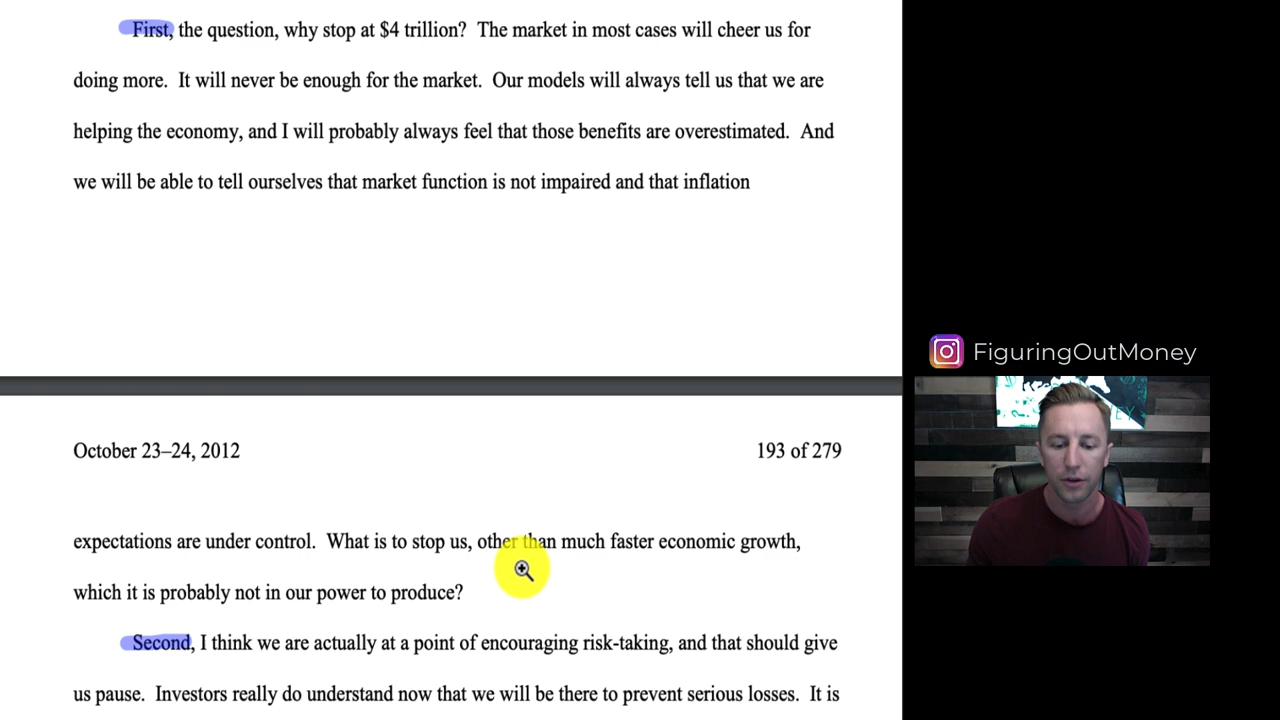 First, the question, why stop at $4 trillion? The market in most cases will cheer us for
doing more. It will never be enough for the market. Our models will always tell us that we are
helping the economy, and I will probably always feel that those benefits are overestimated. And
we will be able to tell ourselves that market function is not impaired and that inflation
FiguringOutMoney
October 23–24, 2012
193 of 279
expectations are under control. What is to stop us, other than much faster economic growth,
which it is probably not in our power to produce?
Second, I think we are actually at a point of encouraging risk-taking, and that should give
us pause. Investors really do understand now that we will be there to prevent serious losses. It is